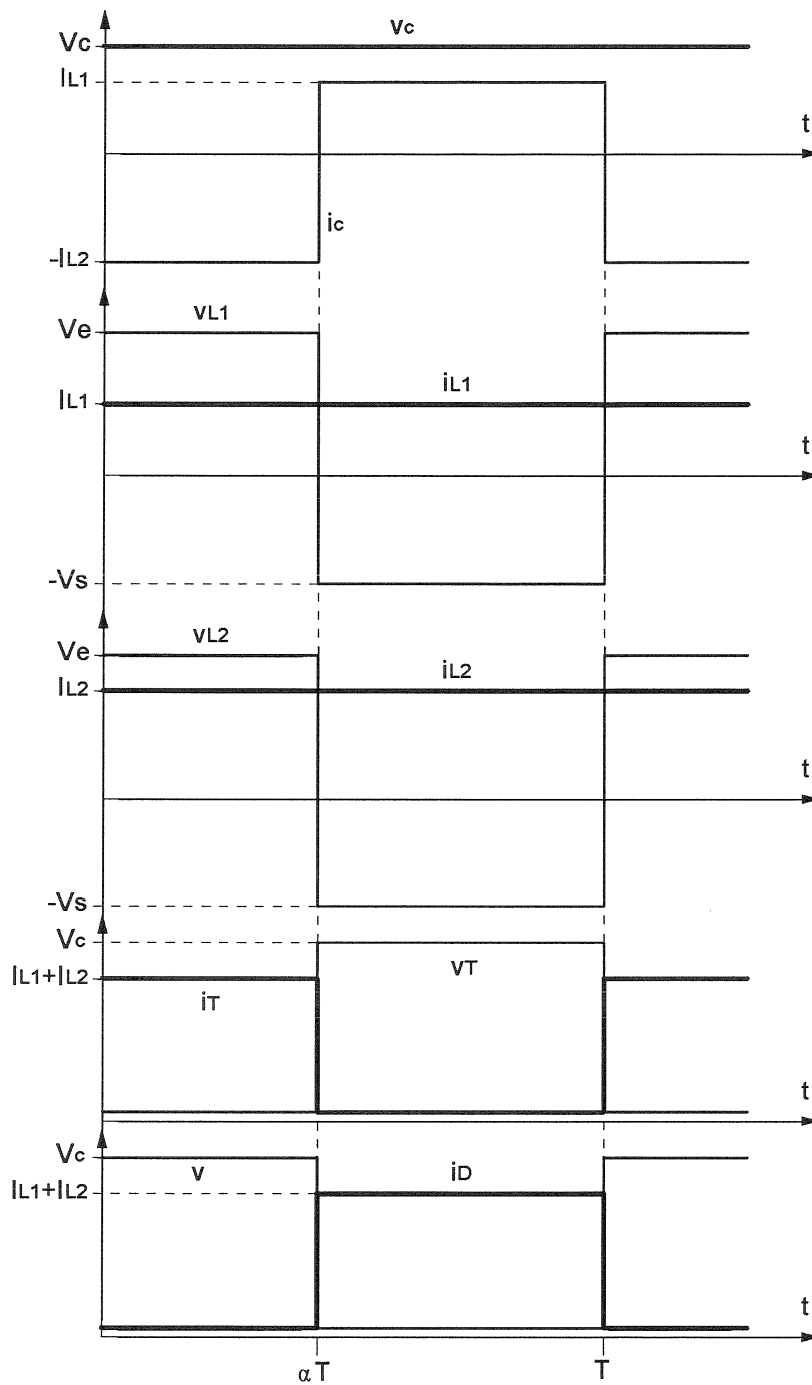 vc
Vc
IL1
t
ic
-IL2
vL1
Ve
iL1
IL1
t
-Vs
vL2
Ve
iL2
IL2
t
-Vs
Vc
IL1+IL2
vT
iT
t
Vc
v
iD
IL1+IL2
t
αT
T